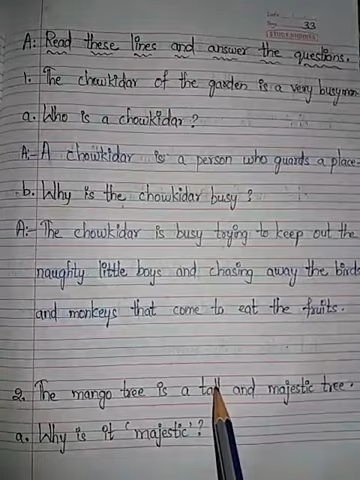 33
A:- Read these lines and answer the questions.
1. The chowkidar of the garden is a very busy man.
a. Who is a chowkidar?
A:- A chowkidar is a person who guards a place.
b. Why is the chowkidar busy?
A:- The chowkidar is busy trying to keep out the
naughty little boys and chasing away the birds
and monkeys that come to eat the fruits.
2. The mango tree is a tall and majestic tree.
a. Why is it 'majestic'?